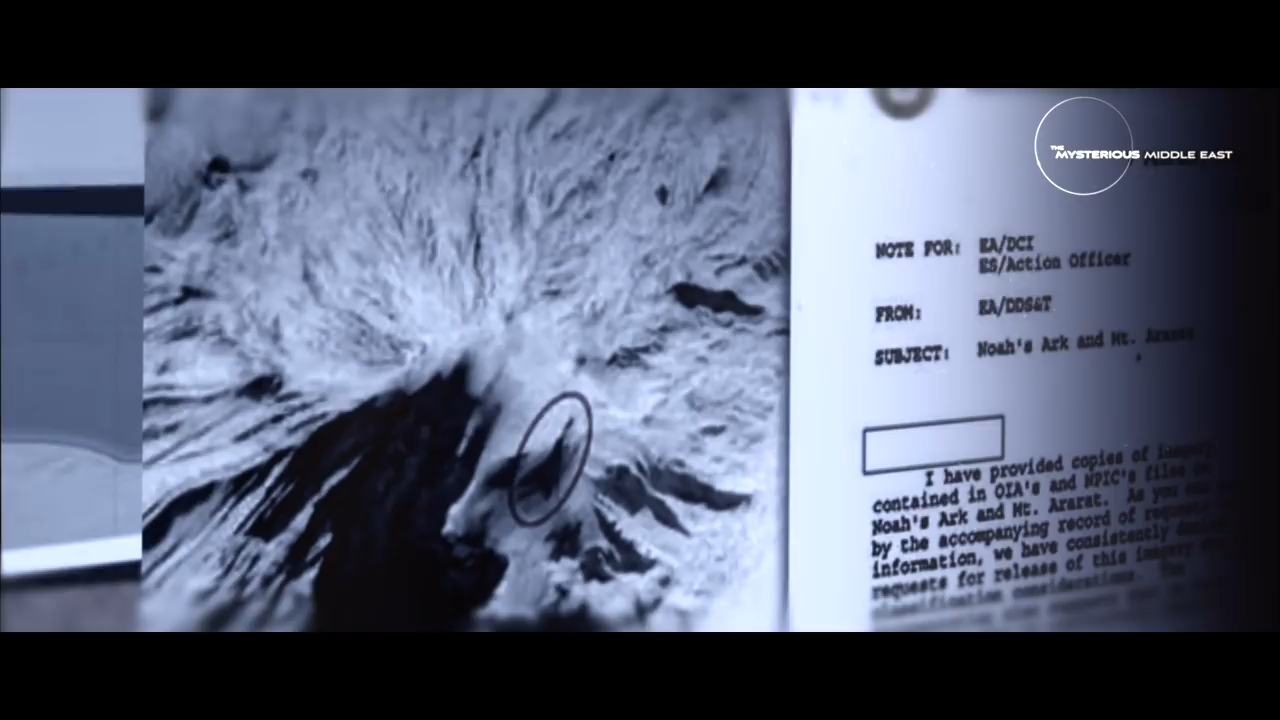 THE
MYSTERIOUS MIDDLE EAST
NOTE FOR: EA/DCI
ES/Action Officer
FROM: EA/DDS&T
SUBJECT: Noah's Ark and Mt.
I have provided copies of
contained in OIA's and NPIC's files
Noah's Ark and Mt. Ararat. As you
by the accompanying record of
information, we have consistently
requests for release of this imagery
classification considerations.